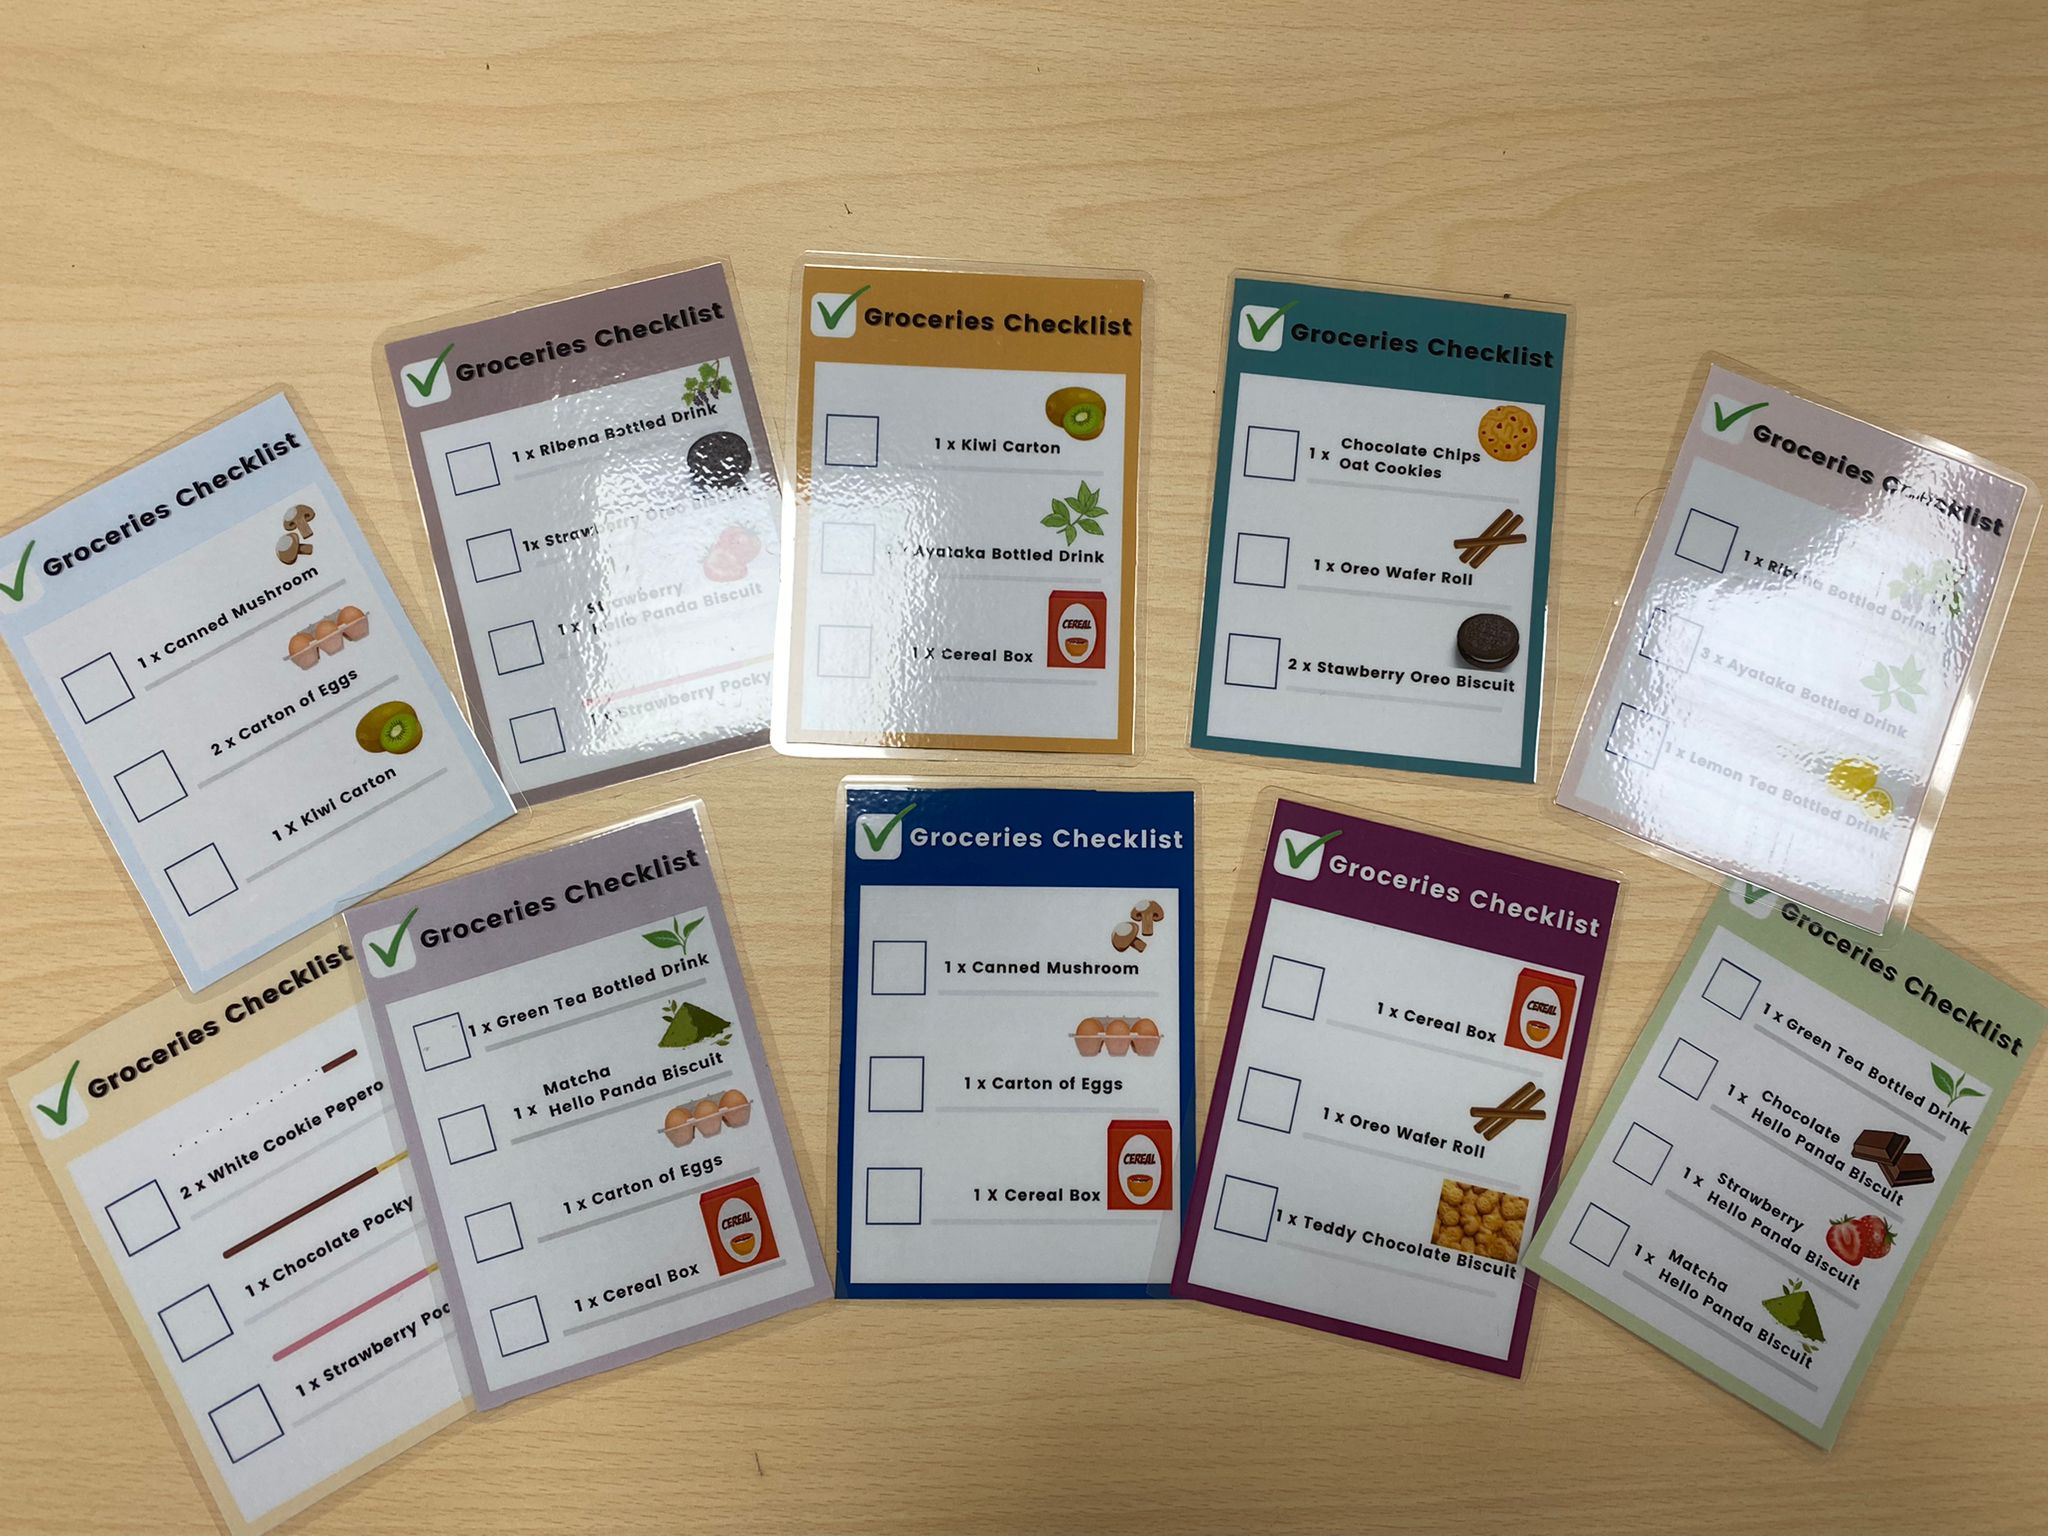 Groceries Checklist
1 x Canned Mushroom
2 x Carton of Eggs
1 x Kiwi Carton
Groceries Checklist
1 x Ribena Bottled Drink
1x Strawberry Oreo
1 x Strawberry
Hello Panda Biscuit
1 x Strawberry Pocky
Groceries Checklist
1 x Kiwi Carton
x Ayataka Bottled Drink
1 x Cereal Box
CEREAL
Groceries Checklist
1 x Chocolate Chips
Oat Cookies
1 x Oreo Wafer Roll
2 x Stawberry Oreo Biscuit
Groceries Checklist
1 x Ribena Bottled Drink
3 x Ayataka Bottled Drink
1 x Lemon Tea Bottled Drink
Groceries Checklist
2 x White Cookie Pepero
1 x Chocolate Pocky
1 x Strawberry
Groceries Checklist
1 x Green Tea Bottled Drink
1 x Matcha
Hello Panda Biscuit
1 x Carton of Eggs
1 x Cereal Box
CEREAL
Groceries Checklist
1 x Canned Mushroom
1 x Carton of Eggs
1 X Cereal Box
CEREAL
Groceries Checklist
1 x Cereal Box
CEREAL
1 x Oreo Wafer Roll
1 x Teddy Chocolate Biscuit
Groceries Checklist
1 x Green Tea Bottled Drink
1 x Chocolate
Hello Panda Biscuit
1 x Strawberry
Hello Panda Biscuit
1 x Matcha
Hello Panda Biscuit